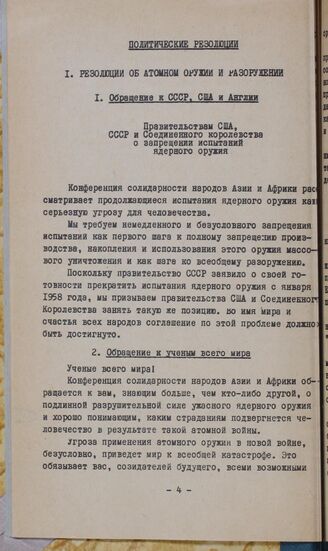 ПОЛИТИЧЕСКИЕ РЕЗОЛЮЦИИ
I. РЕЗОЛЮЦИИ ОБ АТОМНОМ ОРУЖИИ И РАЗОРУЖЕНИИ
I. Обращение к СССР, США и Англии
Правительствам США,
СССР и Соединенного королевства
о запрещении испытаний
ядерного оружия
Конференция солидарности народов Азии и Африки рас
сматривает продолжающиеся испытания ядерного оружия как
серьезную угрозу для человечества.
Мы требуем немедленного и безусловного запрещения
испытаний как первого шага к полному запрещению произ-
водства, накопления и использования этого оружия массо-
вого уничтожения и как шаге ко всеобщему разоружению.
Поскольку правительство СССР заявило о своей го-
товности прекратить испытания ядерного оружия с января
1958 года, мы призываем правительства США и Соединенног
Королевства занять такую же позицию. Во имя мира и
счастья всех народов соглашение по этой проблеме должно
быть достигнуто.
2. Обращение к ученым всего мира
Ученые всего мира!
Конференция солидарности народов Азии и Африки об-
ращается к вам, знающим больше, чем кто-либо другой, о
подлинной разрушительной силе ужасного ядерного оружия
и хорошо понимающим, каким страданиям подвергнется че-
ловечество в результате такой атомной войны.
Угроза применения атомного оружия в новой войне,
безусловно, приведет мир к всеобщей катастрофе. Это
обязывает вас, созидателей будущего, всеми возможными
- 4 -